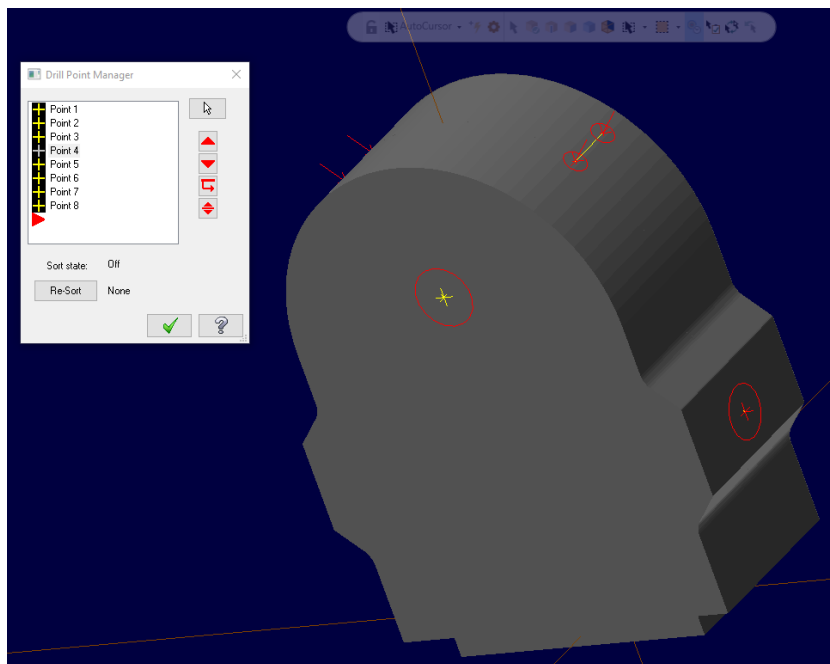 AutoCursor
Drill Point Manager
Point 1
Point 2
Point 3
Point 4
Point 5
Point 6
Point 7
Point 8
Sort state: Off
Re-Sort None